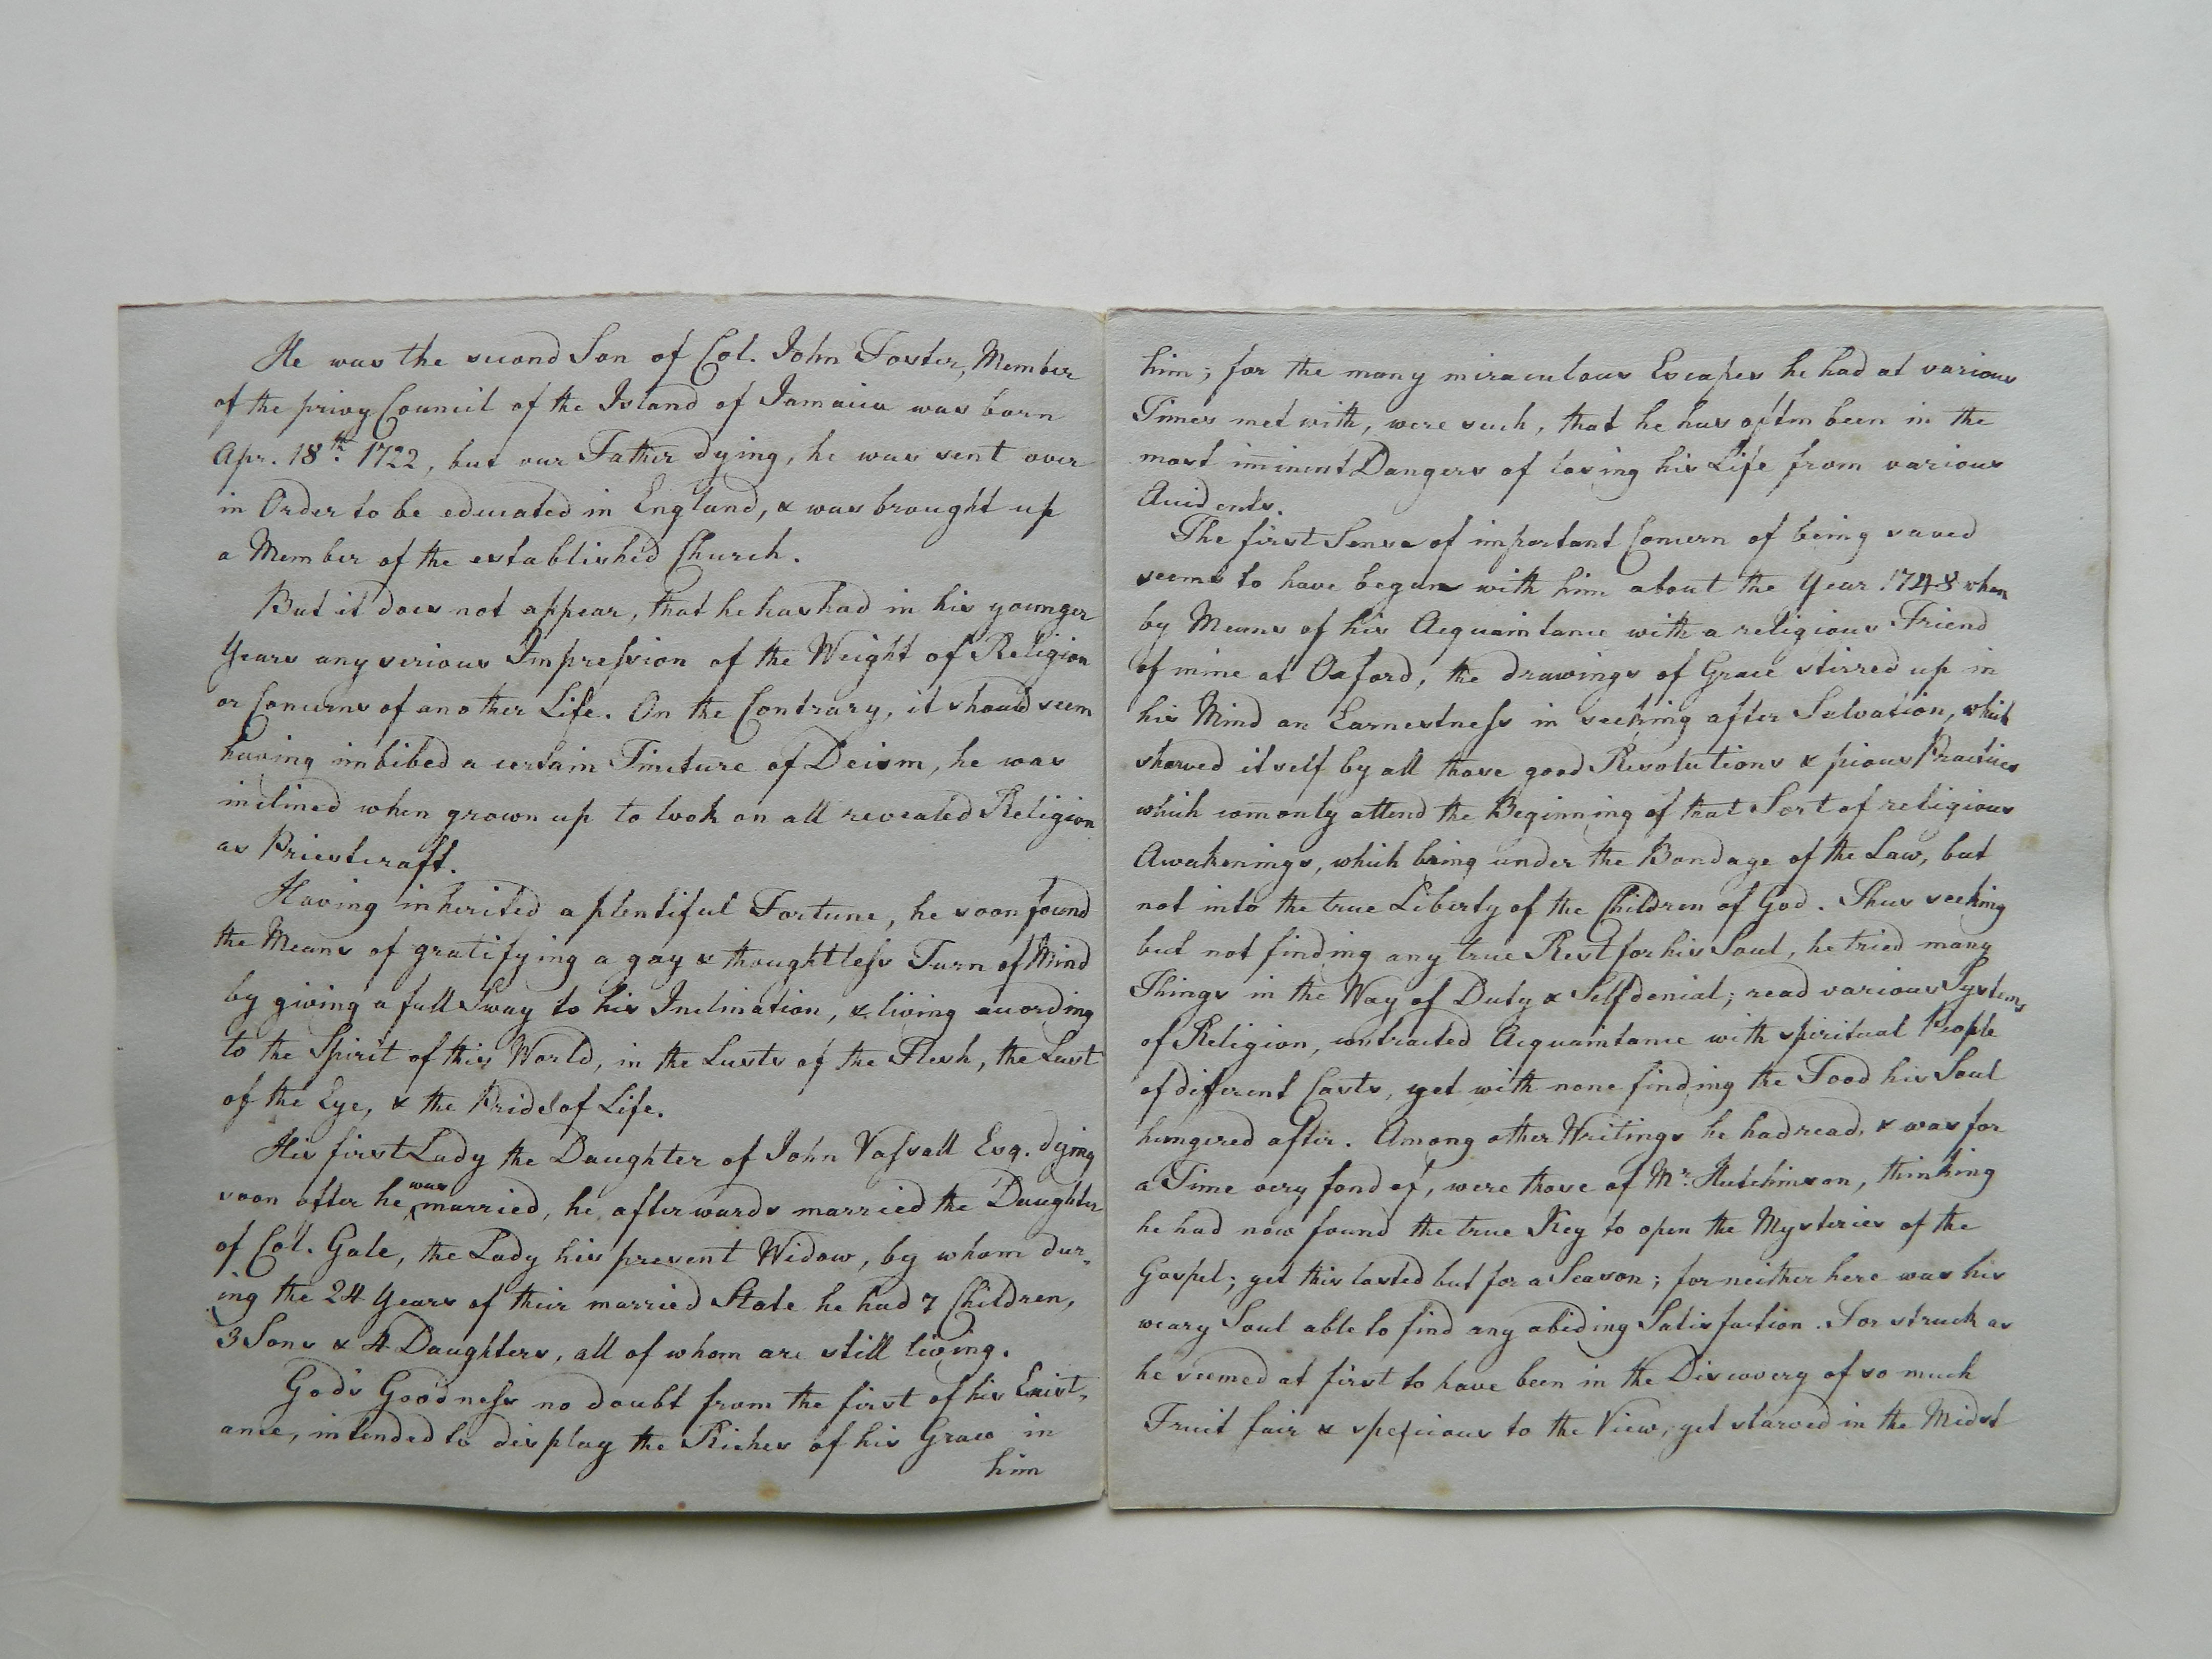 He was the second Son of Col. John Foster, Member
of the privy Council of the Island of Jamaica was born
Apr. 18th. 1722, but our Father dying, he was sent over
in Order to be educated in England, & was brought up
a Member of the established Church.
But it does not appear, that he has had in his younger
Years any serious Impreſsion of the Weight of Religion
or Concerns of another Life. On the Contrary, it should seem
having imbibed a certain Tincture of Deism, he was
inclined when grown up to look on all revealed Religion
as Priestcraft.
Having inherited a plentiful Fortune, he soon found
the Means of gratifying a gay & thoughtleſs Turn of Mind
by giving a full Sway to his Inclination, & living according
to the Spirit of this World, in the Lusts of the Flesh, the Lust
of the Eye, & the Pride of Life.
His first Lady the Daughter of John Vaſsall Esq. dying
soon after he was married, he afterwards married the Daughter
of Col. Gale, the Lady his present Widow, by whom dur-
ing the 24 Years of their married State he had 7 Children,
3 Sons & 4 Daughters, all of whom are still living.
God's Goodneſs no doubt from the first of his Exist-
ance, intended to display the Riches of his Grace in
him
him; for the many miraculous Escapes he had at various
Times met with, were such, that he has often been in the
most im̅inent Dangers of losing his Life from various
Accidents.
The first Sense of important Concern of being saved
seems to have began with him about the Year 1748 when
by Means of his Acquaintance with a religious Friend
of mine at Oxford, the drawings of Grace stirred up in
his Mind an Earnestneſs in seeking after Salvation, which
shewed itself by all those good Resolutions & pious Practices
which com̅only attend the Beginning of that Sort of religious
Awakenings, which bring under the Bondage of the Law, but
not into the true Liberty of the Children of God. Thus seeking
but not finding any true Rest for his Soul, he tried many
Things in the Way of Duty & Selfdenial; read various Systems
of Religion, contracted Acquaintance with spiritual People
of different Casts, yet with none finding the Food his Soul
hungered after. Among other Writings he had read, & was for
a Time very fond of, were those of Mr. Hutchinson, thinking
he had now found the true Key to open the Mysteries of the
Gospel; yet this lasted but for a Season; for neither here was his
weary Soul able to find any abiding Satisfaction. For struck as
he seemed at first to have been in the Discovery of so much
Fruit fair & specious to the View, yet starved in the Midst